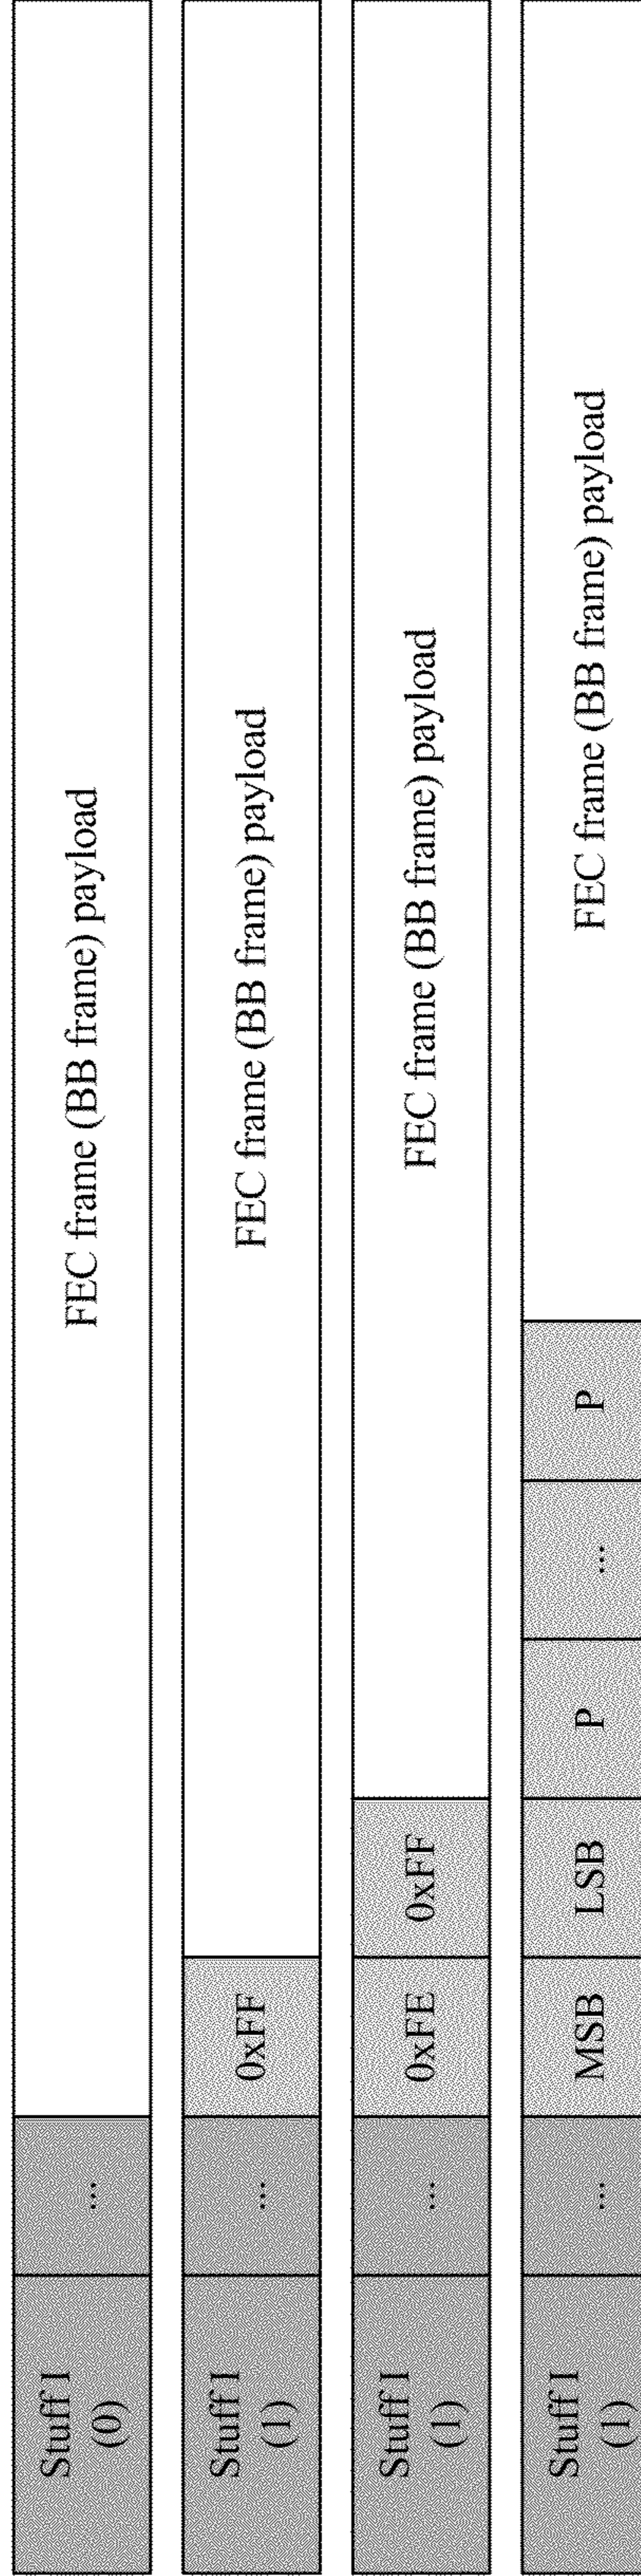 Stuff I
(0)
...
FEC frame (BB frame) payload
Stuff I
(1)
...
0xFF
FEC frame (BB frame) payload
Stuff I
(1)
...
0xFE
0xFF
FEC frame (BB frame) payload
Stuff I
(1)
...
MSB
LSB
P
...
P
FEC frame (BB frame) payload